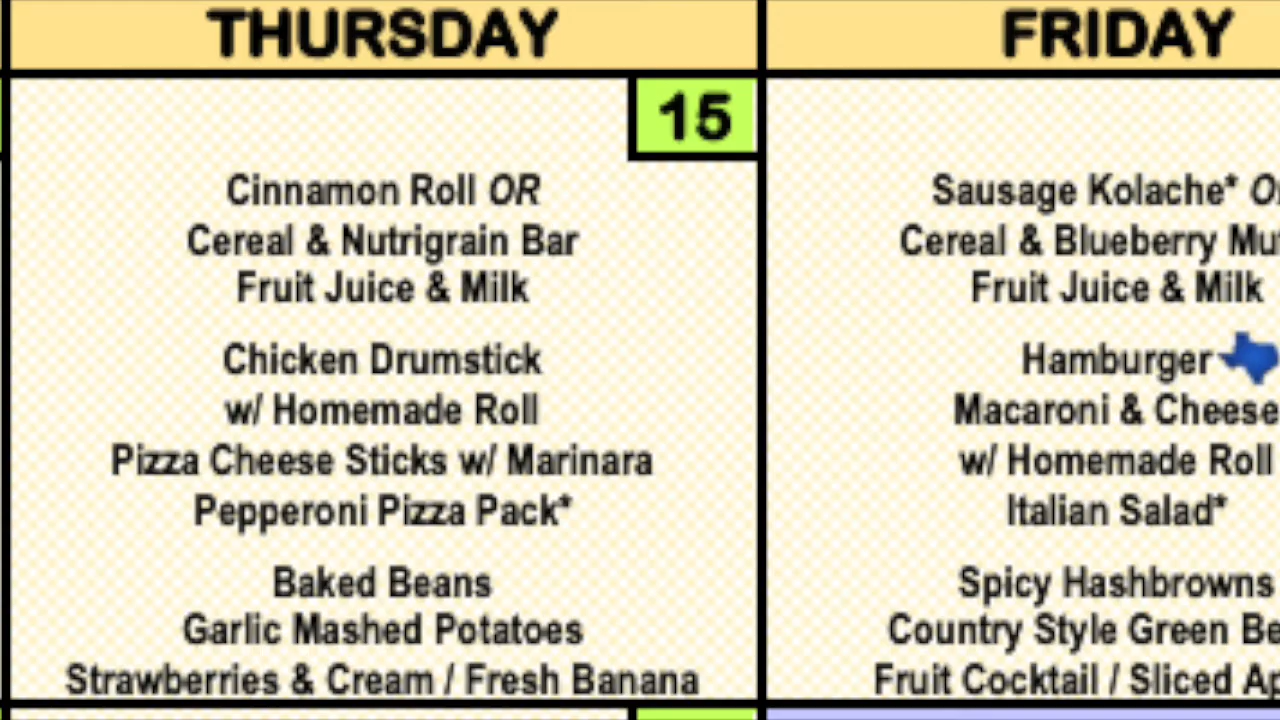 THURSDAY
15
Cinnamon Roll OR
Cereal & Nutrigrain Bar
Fruit Juice & Milk
Chicken Drumstick
w/ Homemade Roll
Pizza Cheese Sticks w/ Marinara
Pepperoni Pizza Pack*
Baked Beans
Garlic Mashed Potatoes
Strawberries & Cream / Fresh Banana
FRIDAY
Sausage Kolache*
Cereal & Blueberry
Fruit Juice & Milk
Hamburger
Macaroni & Cheese
w/ Homemade Roll
Italian Salad*
Spicy Hashbrowns
Country Style Green
Fruit Cocktail / Sliced